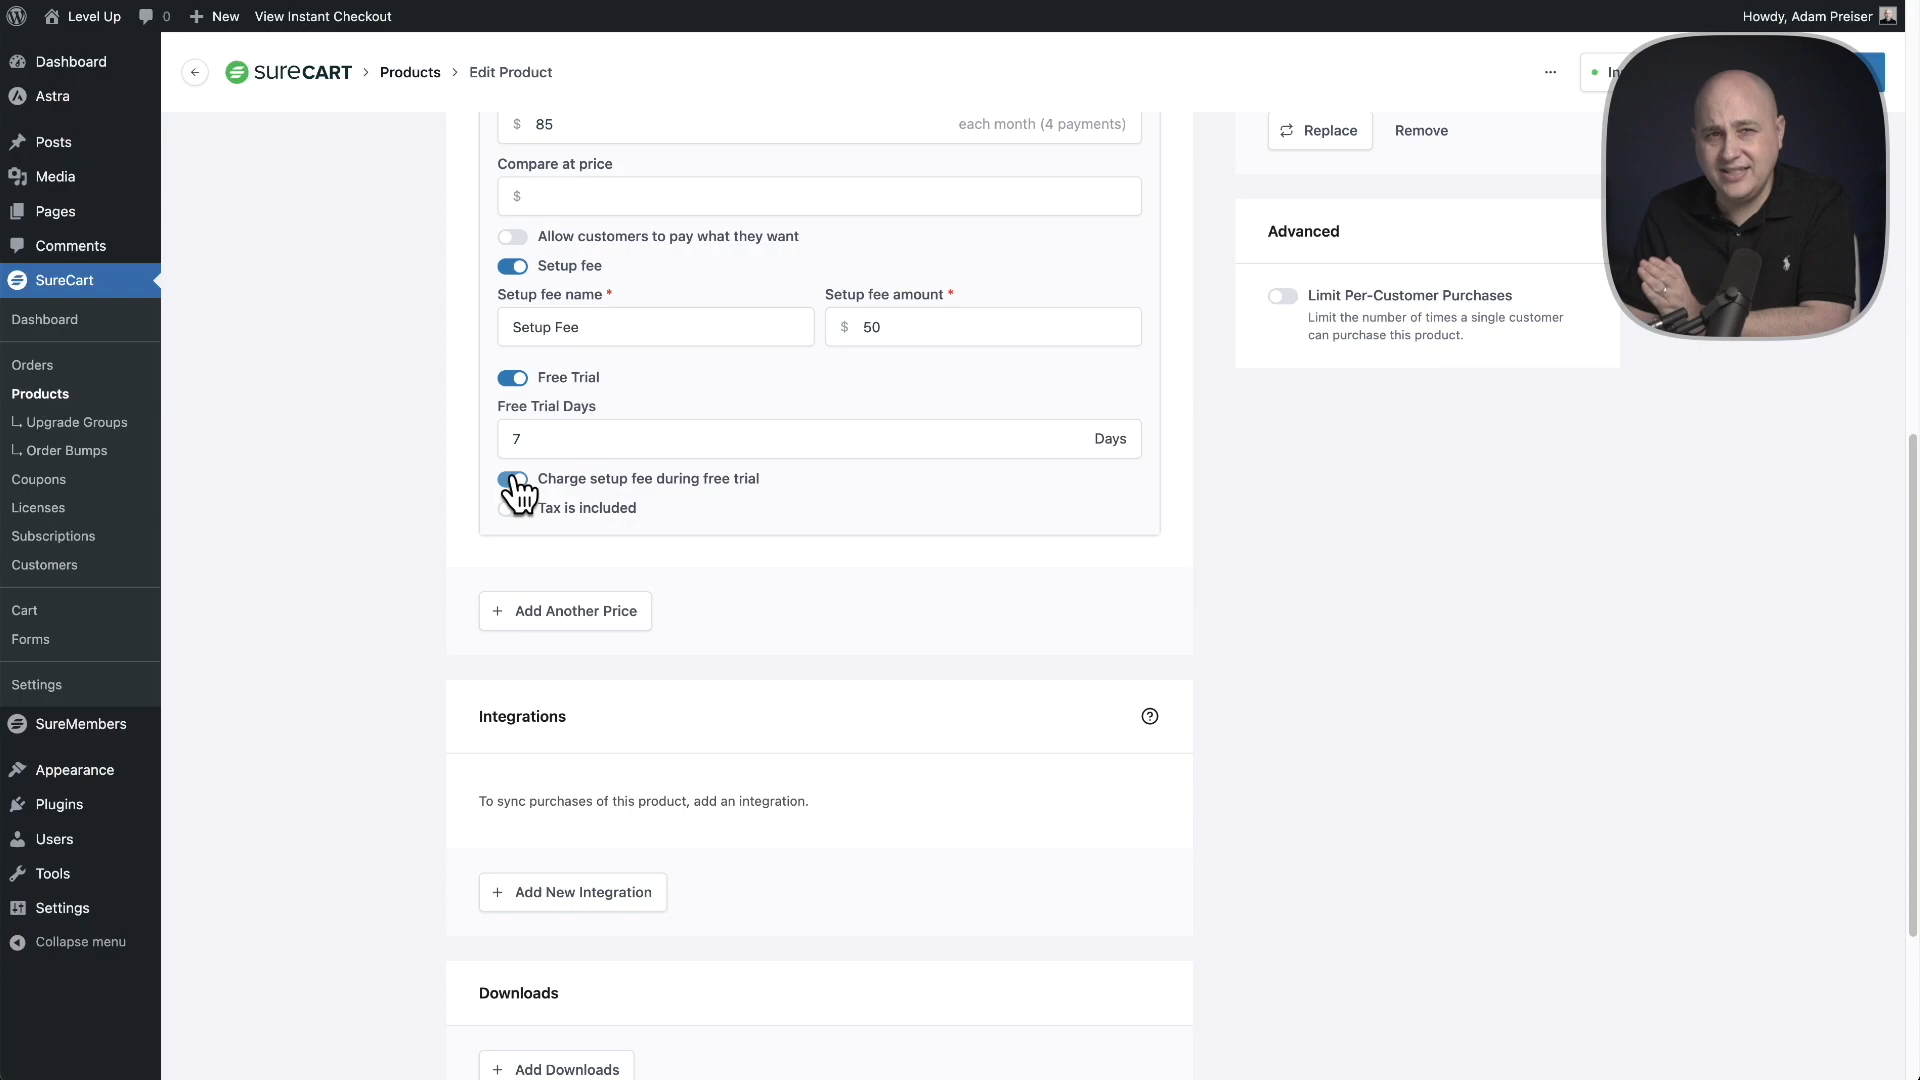 Level Up
0
New
View Instant Checkout
Howdy, Adam Preiser
Dashboard
Astra
Posts
Media
Pages
Comments
SureCart
Dashboard
Orders
Products
Upgrade Groups
Order Bumps
Coupons
Licenses
Subscriptions
Customers
Cart
Forms
Settings
SureMembers
Appearance
Plugins
Users
Tools
Settings
Collapse menu
SURECART > Products > Edit Product
...
$ 85 each month (4 payments)
Compare at price
$
Allow customers to pay what they want
Setup fee
Setup fee name * Setup fee amount *
Setup Fee $ 50
Free Trial
Free Trial Days
7 Days
Charge setup fee during free trial
Tax is included
+ Add Another Price
Integrations
To sync purchases of this product, add an integration.
+ Add New Integration
Downloads
+ Add Downloads
Replace Remove
Advanced
Limit Per-Customer Purchases
Limit the number of times a single customer
can purchase this product.